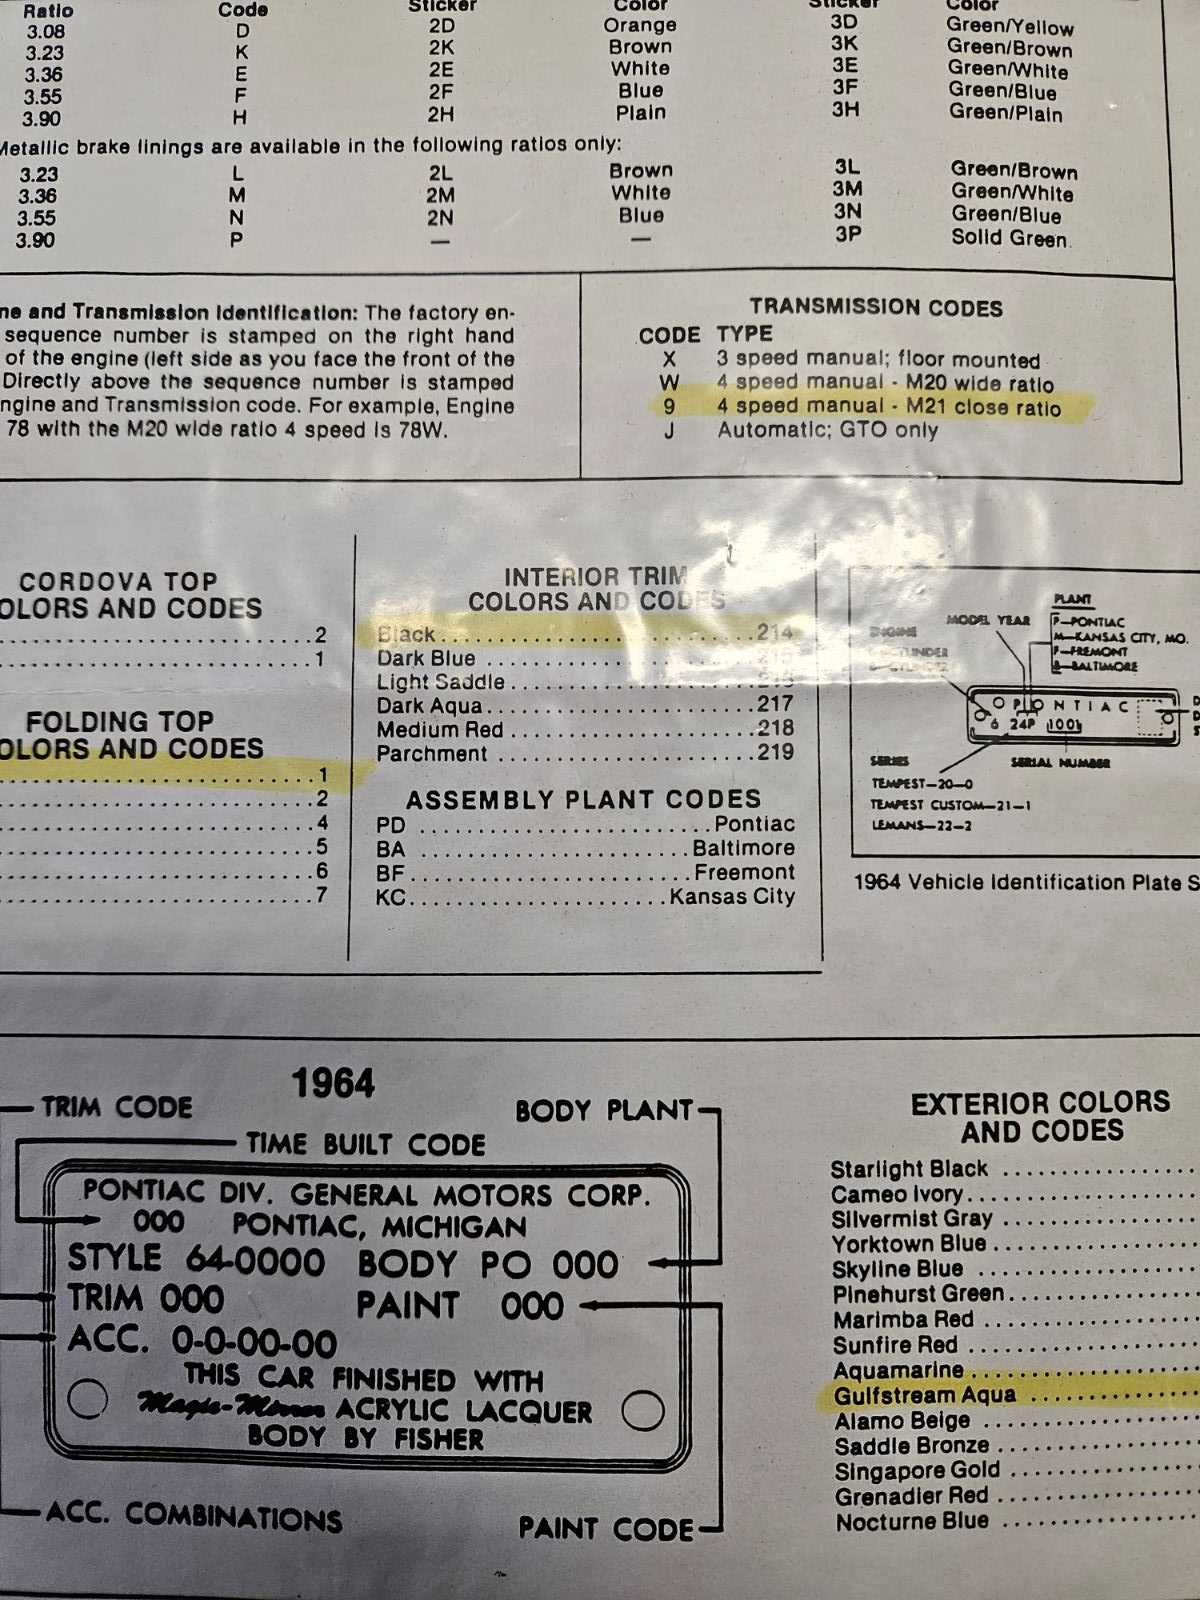 Ratio Code Sticker Color Sticker Color
3.08 D 2D Orange 3D Green/Yellow
3.23 K 2K Brown 3K Green/Brown
3.36 E 2E White 3E Green/White
3.55 F 2F Blue 3F Green/Blue
3.90 H 2H Plain 3H Green/Plain
Metallic brake linings are available in the following ratios only:
3.23 L 2L Brown 3L Green/Brown
3.36 M 2M White 3M Green/White
3.55 N 2N Blue 3N Green/Blue
3.90 P — — 3P Solid Green
ne and Transmission Identification: The factory en-
sequence number is stamped on the right hand
of the engine (left side as you face the front of the
Directly above the sequence number is stamped
ngine and Transmission code. For example, Engine
78 with the M20 wide ratio 4 speed is 78W.
TRANSMISSION CODES
CODE TYPE
X 3 speed manual; floor mounted
W 4 speed manual - M20 wide ratio
9 4 speed manual - M21 close ratio
J Automatic; GTO only
CORDOVA TOP
OLORS AND CODES
....................2
....................1
FOLDING TOP
OLORS AND CODES
....................1
....................2
....................4
....................5
....................6
....................7
INTERIOR TRIM
COLORS AND CODES
Black....................214
Dark Blue....................
Light Saddle....................
Dark Aqua....................217
Medium Red....................218
Parchment....................219
ASSEMBLY PLANT CODES
PD....................Pontiac
BA....................Baltimore
BF....................Freemont
KC....................Kansas City
PLANT
P—PONTIAC
M—KANSAS CITY, MO.
F—FREMONT
B—BALTIMORE
MODEL YEAR
ENGINE
PONTIAC
6 24P 1001
SERIES
TEMPEST—20—0
TEMPEST CUSTOM—21—1
LEMANS—22—2
SERIAL NUMBER
1964 Vehicle Identification Plate S
1964
TRIM CODE
BODY PLANT
TIME BUILT CODE
PONTIAC DIV. GENERAL MOTORS CORP.
000 PONTIAC, MICHIGAN
STYLE 64-0000 BODY PO 000
TRIM 000 PAINT 000
ACC. 0-0-00-00
THIS CAR FINISHED WITH
Magic-Mirror ACRYLIC LACQUER
BODY BY FISHER
ACC. COMBINATIONS
PAINT CODE
EXTERIOR COLORS
AND CODES
Starlight Black....................
Cameo Ivory....................
Silvermist Gray....................
Yorktown Blue....................
Skyline Blue....................
Pinehurst Green....................
Marimba Red....................
Sunfire Red....................
Aquamarine....................
Gulfstream Aqua....................
Alamo Beige....................
Saddle Bronze....................
Singapore Gold....................
Grenadier Red....................
Nocturne Blue....................